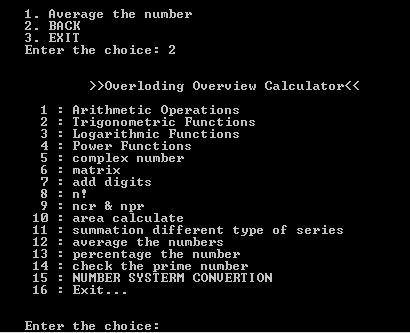 1. Average the number
2. BACK
3. EXIT
Enter the choice: 2
>>Overloding Overview Calculator<<
1 : Arithmetic Operations
2 : Trigonometric Functions
3 : Logarithmic Functions
4 : Power Functions
5 : complex number
6 : matrix
7 : add digits
8 : n!
9 : ncr & npr
10 : area calculate
11 : summation different type of series
12 : average the numbers
13 : percentage the number
14 : check the prime number
15 : NUMBER SYSTERM CONVERTION
16 : Exit...
Enter the choice: